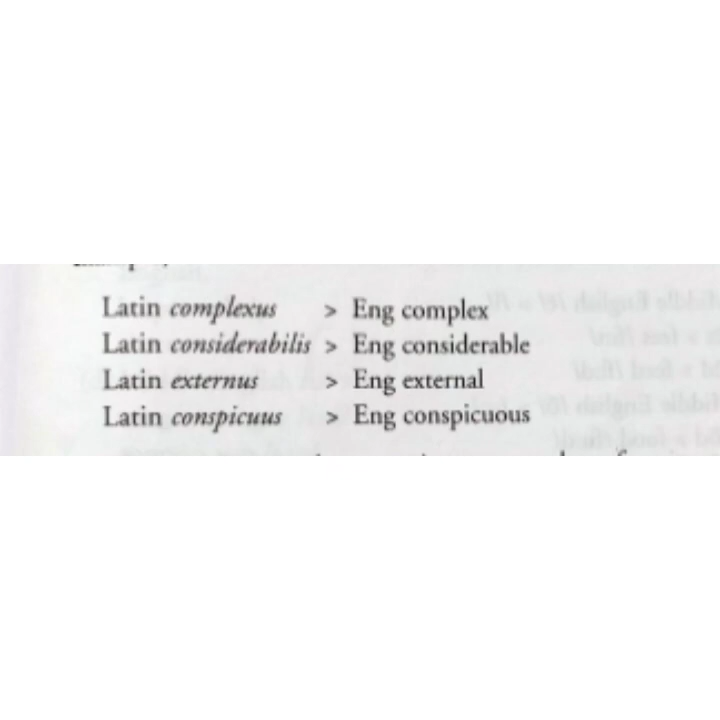 Latin complexus > Eng complex
Latin considerabilis > Eng considerable
Latin externus > Eng external
Latin conspicuus > Eng conspicuous